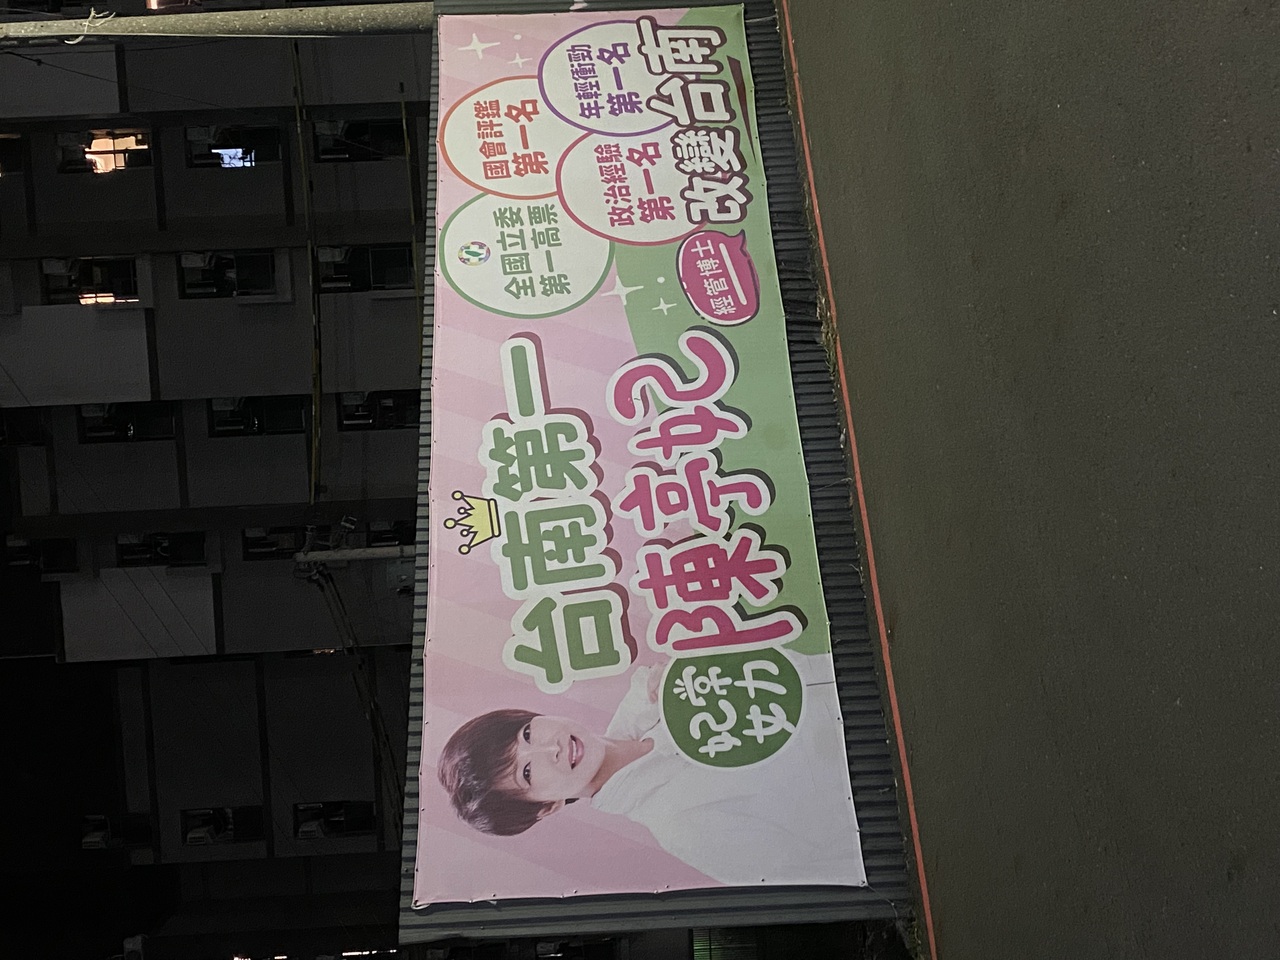 台南第一
陳亭妃
妃常
女力
全國立委
第一高票
國會評鑑
第一名
政治經驗
第一名
年輕衝勁
第一名
經管博士
改變台南